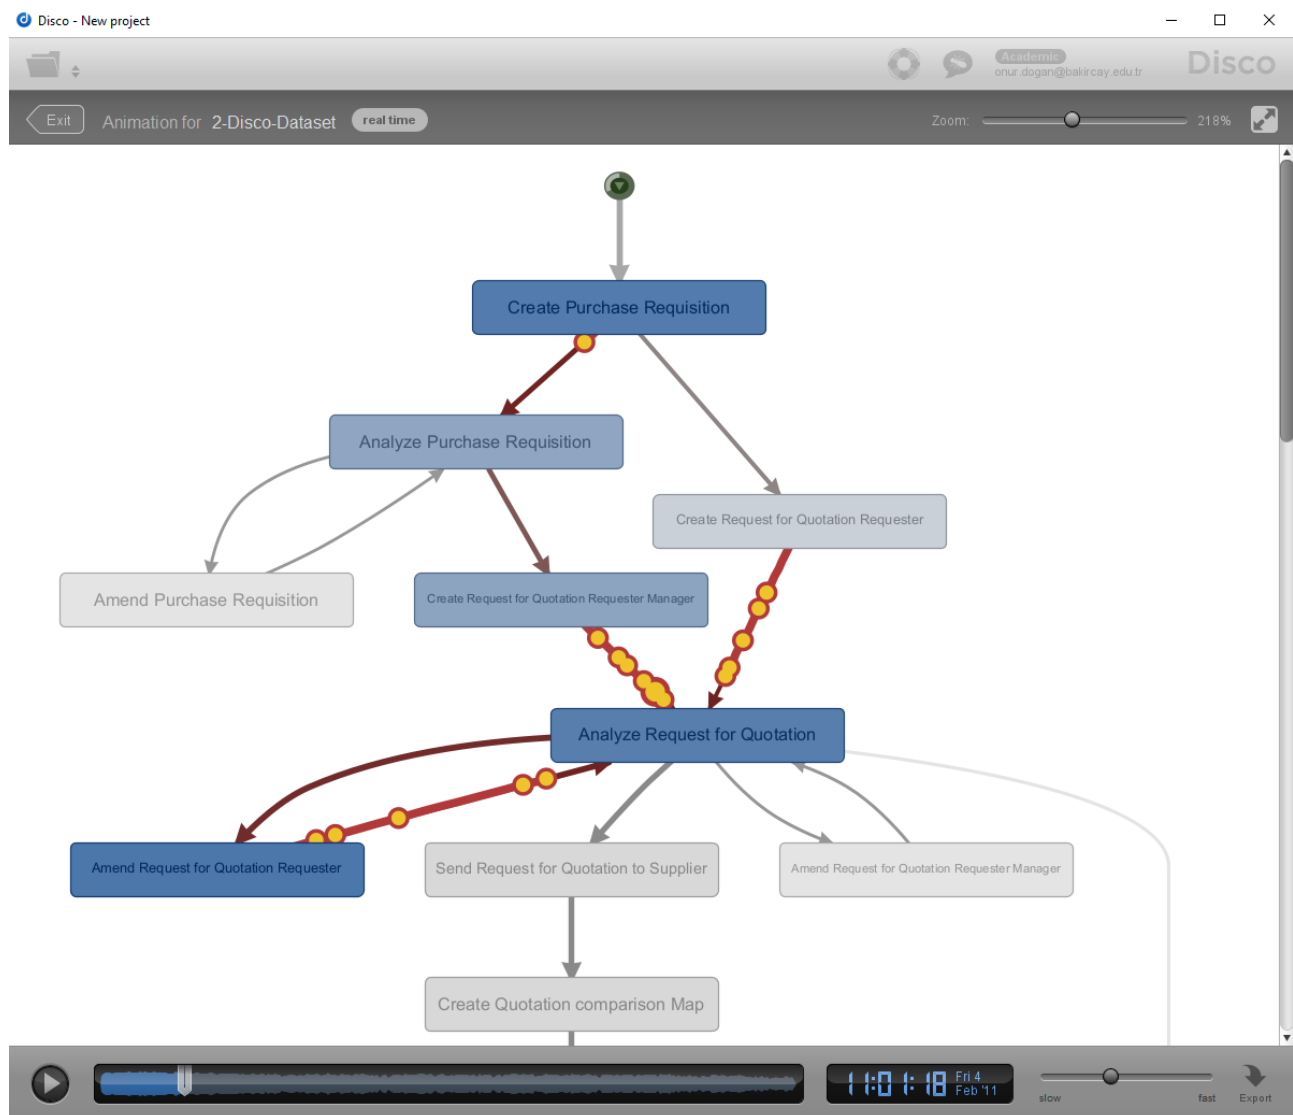 Disco - New project
Academic
onur.dogan@bakircay.edu.tr
Disco
Exit
Animation for 2-Disco-Dataset
real time
Zoom:
218%
Create Purchase Requisition
Analyze Purchase Requisition
Create Request for Quotation Requester
Amend Purchase Requisition
Create Request for Quotation Requester Manager
Analyze Request for Quotation
Amend Request for Quotation Requester
Send Request for Quotation to Supplier
Amend Request for Quotation Requester Manager
Create Quotation comparison Map
11:01:18
Fri 4
Feb '11
slow
fast
Export